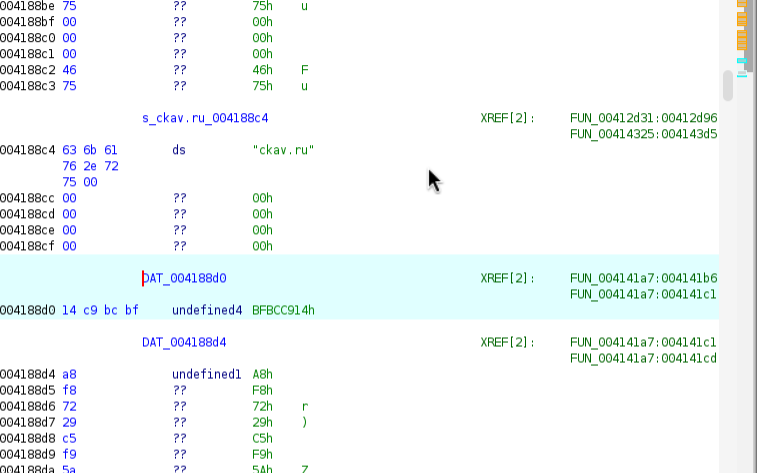 004188be 75 ?? 75h u
004188bf 00 ?? 00h
004188c0 00 ?? 00h
004188c1 00 ?? 00h
004188c2 46 ?? 46h F
004188c3 75 ?? 75h u
s_ckav.ru_004188c4 XREF[2]: FUN_00412d31:00412d96
FUN_00414325:004143d5
004188c4 63 6b 61 ds "ckav.ru"
76 2e 72
75 00
004188cc 00 ?? 00h
004188cd 00 ?? 00h
004188ce 00 ?? 00h
004188cf 00 ?? 00h
DAT_004188d0 XREF[2]: FUN_004141a7:004141b6
FUN_004141a7:004141c1
004188d0 14 c9 bc bf undefined4 BFBCC914h
DAT_004188d4 XREF[2]: FUN_004141a7:004141c1
FUN_004141a7:004141cd
004188d4 a8 undefined1 A8h
004188d5 f8 ?? F8h
004188d6 72 ?? 72h r
004188d7 29 ?? 29h )
004188d8 c5 ?? C5h
004188d9 f9 ?? F9h
004188da 5a ?? 5Ah Z